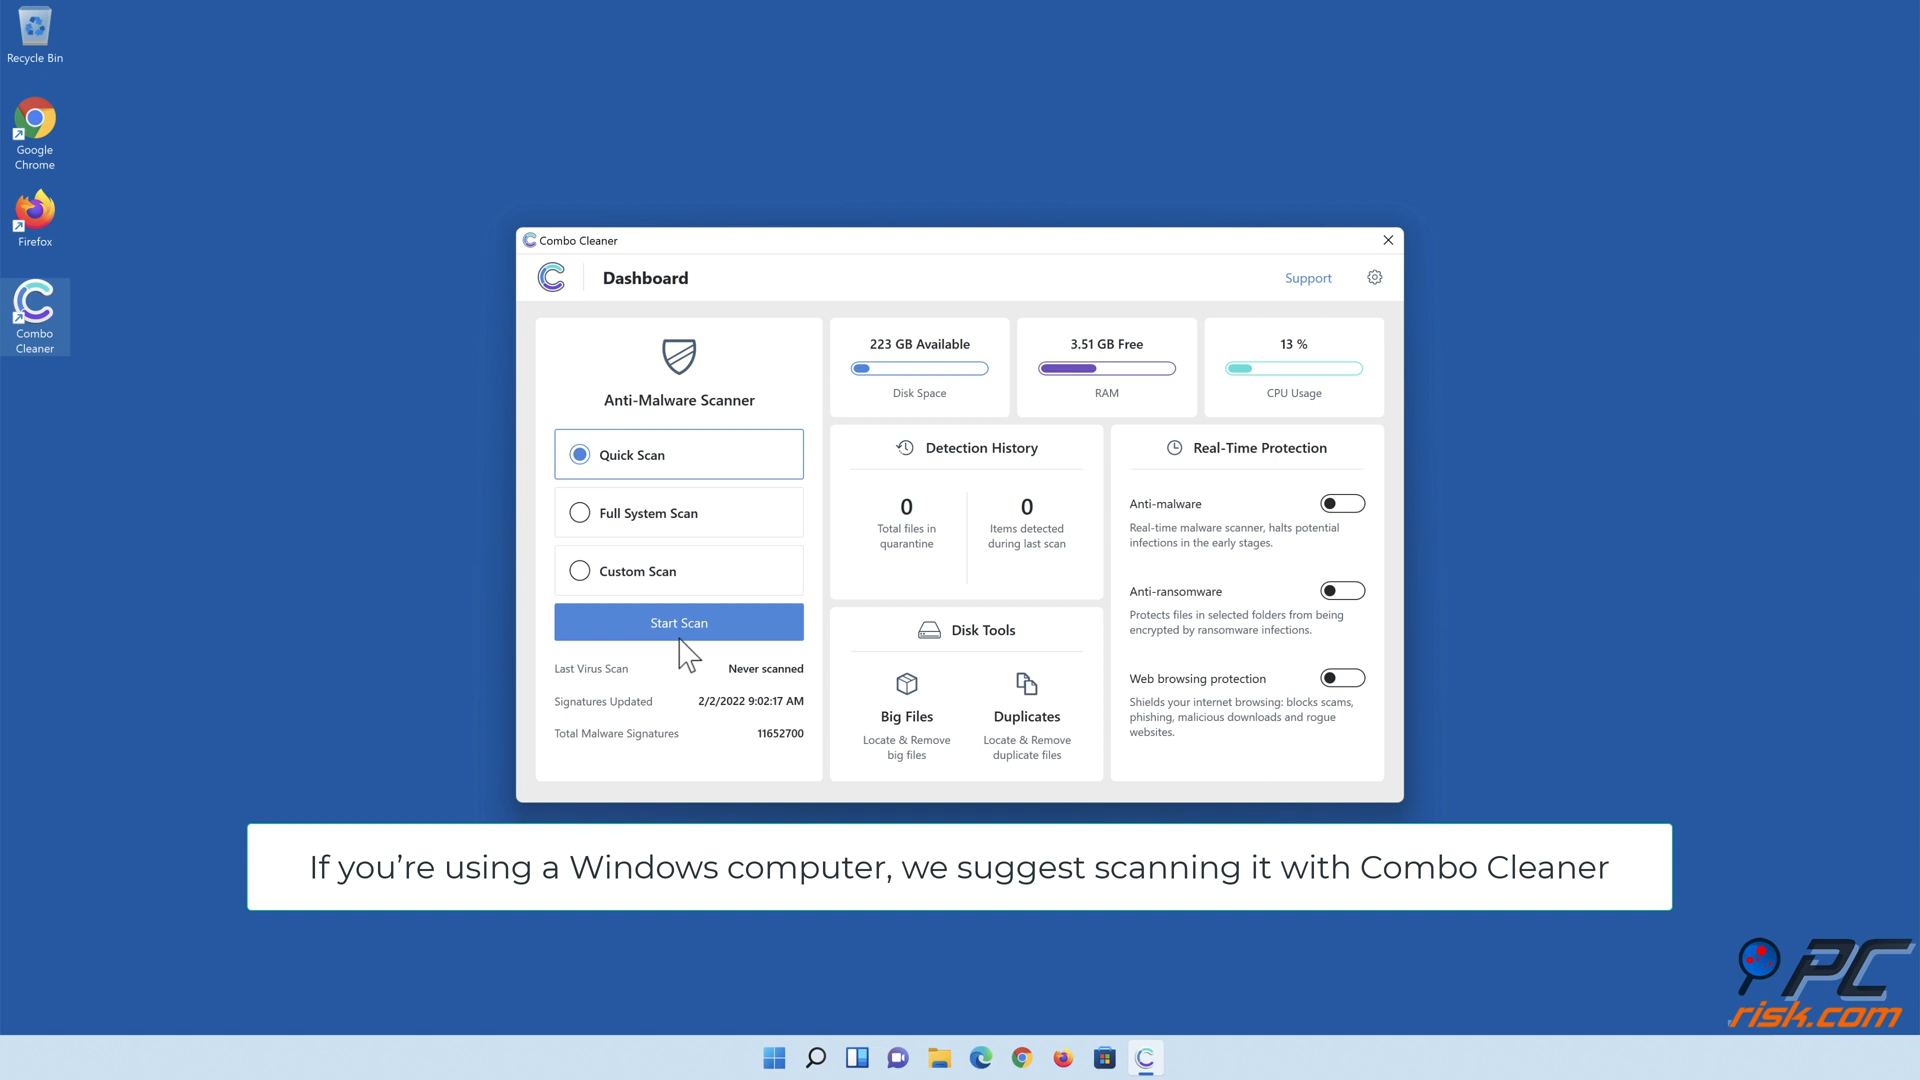 Recycle Bin
Google
Chrome
Firefox
Combo
Cleaner
Combo Cleaner
Dashboard
Support
Anti-Malware Scanner
Quick Scan
Full System Scan
Custom Scan
Start Scan
Last Virus Scan Never scanned
Signatures Updated 2/2/2022 9:02:17 AM
Total Malware Signatures 11652700
223 GB Available
Disk Space
3.51 GB Free
RAM
13 %
CPU Usage
Detection History
0
Total files in
quarantine
0
Items detected
during last scan
Disk Tools
Big Files
Locate & Remove
big files
Duplicates
Locate & Remove
duplicate files
Real-Time Protection
Anti-malware
Real-time malware scanner, halts potential
infections in the early stages.
Anti-ransomware
Protects files in selected folders from being
encrypted by ransomware infections.
Web browsing protection
Shields your internet browsing: blocks scams,
phishing, malicious downloads and rogue
websites.
If you’re using a Windows computer, we suggest scanning it with Combo Cleaner
PC
risk.com